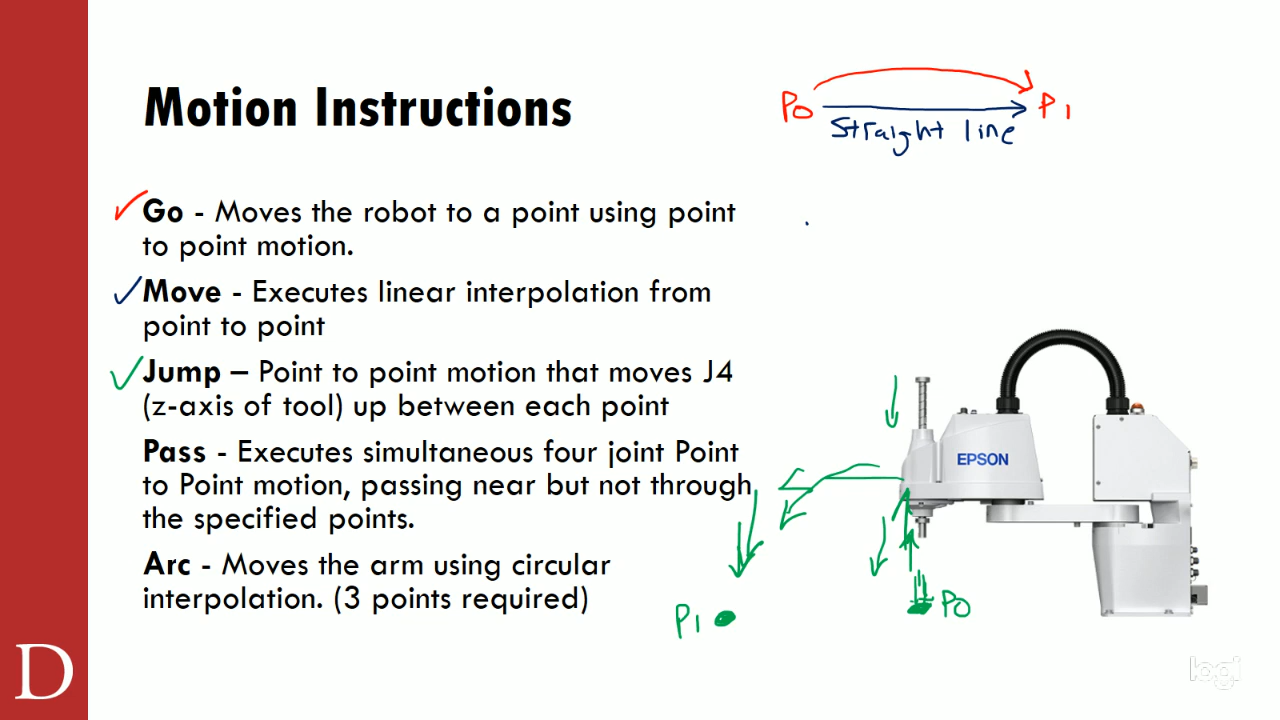 Motion Instructions
P0
P1
Straight line
Go - Moves the robot to a point using point
to point motion.
Move - Executes linear interpolation from
point to point
Jump – Point to point motion that moves J4
(z-axis of tool) up between each point
Pass - Executes simultaneous four joint Point
to Point motion, passing near but not through
the specified points.
Arc - Moves the arm using circular
interpolation. (3 points required)
EPSON
P1
P0
D
logi